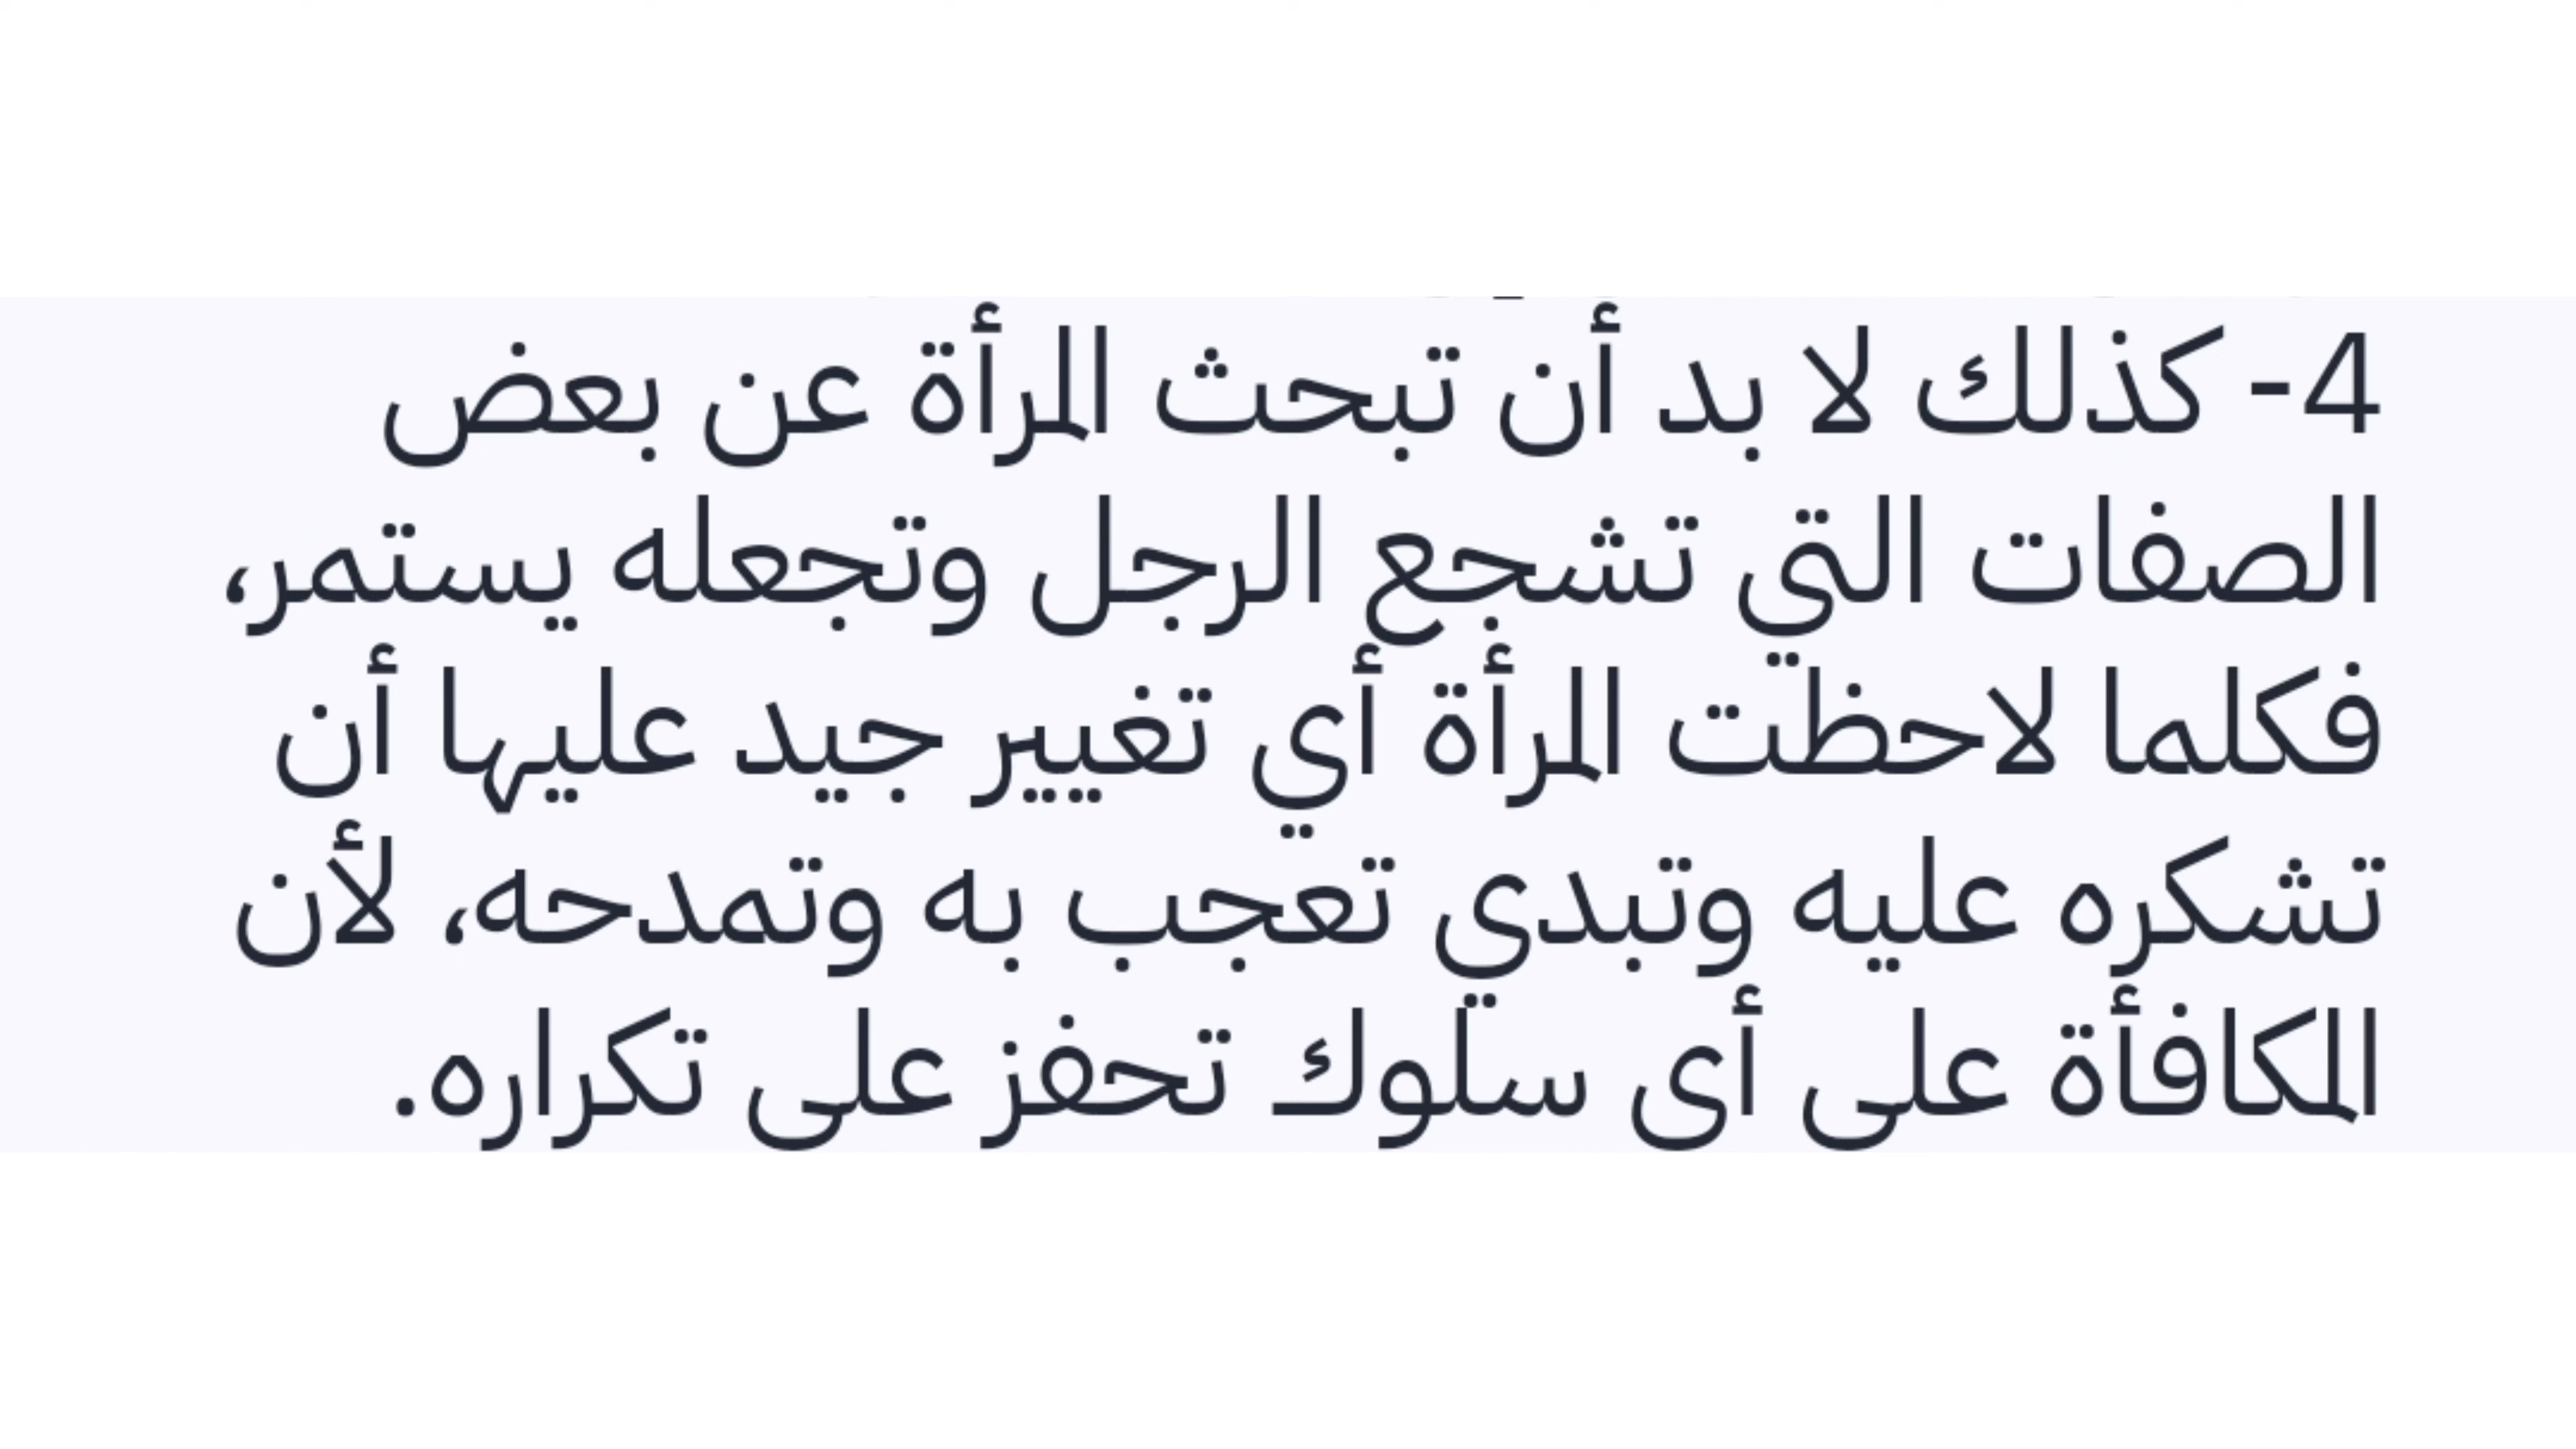 4- كذلك لا بد أن تبحث المرأة عن بعض
الصفات التي تشجع الرجل وتجعله يستمر،
فكلما لاحظت المرأة أي تغيير جيد عليها أن
تشكره عليه وتبدي تعجب به وتمدحه، لأن
المكافأة على أى سلوك تحفز على تكراره.